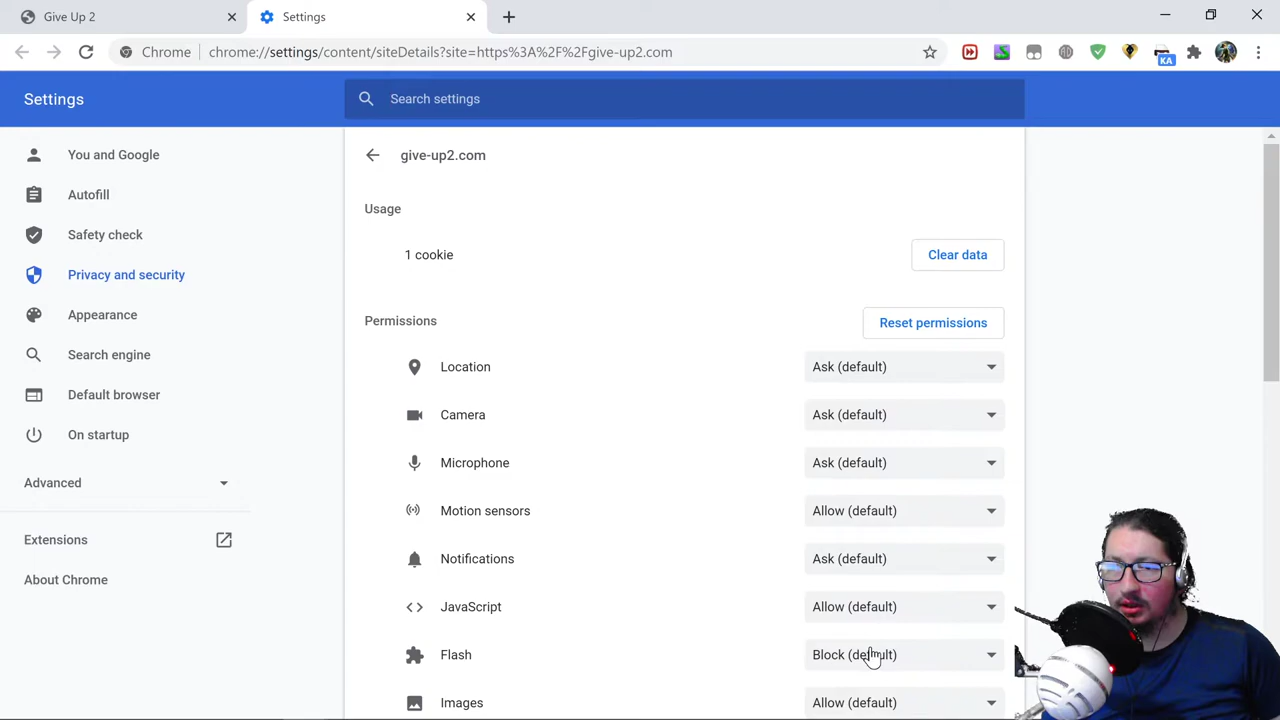 Give Up 2
Settings
Chrome
chrome://settings/content/siteDetails?site=https%3A%2F%2Fgive-up2.com
KA
Settings
Search settings
You and Google
Autofill
Safety check
Privacy and security
Appearance
Search engine
Default browser
On startup
Advanced
Extensions
About Chrome
give-up2.com
Usage
1 cookie
Clear data
Permissions
Reset permissions
Location
Ask (default)
Camera
Ask (default)
Microphone
Ask (default)
Motion sensors
Allow (default)
Notifications
Ask (default)
JavaScript
Allow (default)
Flash
Block (default)
Images
Allow (default)